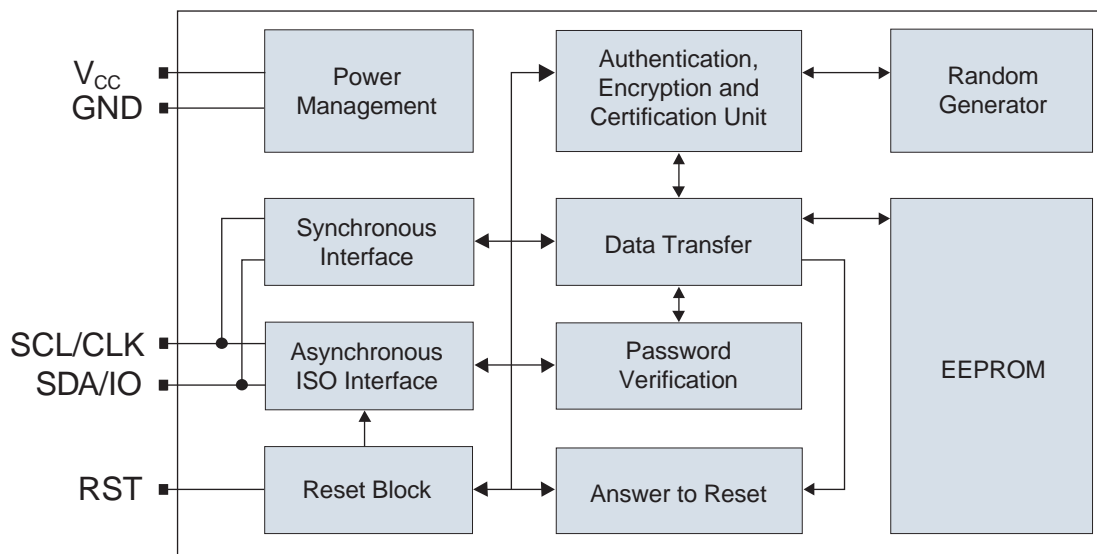 V_CC
GND
Power
Management
Authentication,
Encryption and
Certification Unit
Random
Generator
Synchronous
Interface
Data Transfer
EEPROM
SCL/CLK
SDA/IO
Asynchronous
ISO Interface
Password
Verification
RST
Reset Block
Answer to Reset